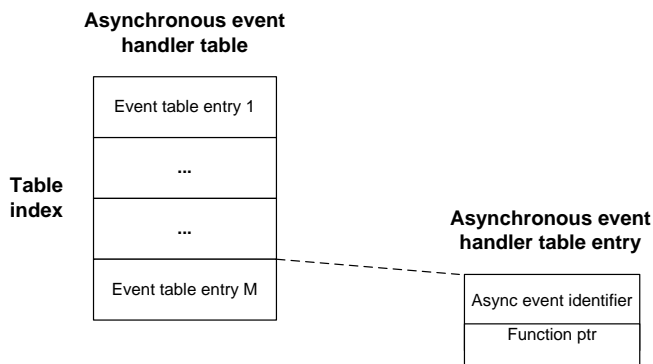 Asynchronous event
handler table
Event table entry 1
...
Table
index
...
Asynchronous event
handler table entry
Event table entry M
Async event identifier
Function ptr